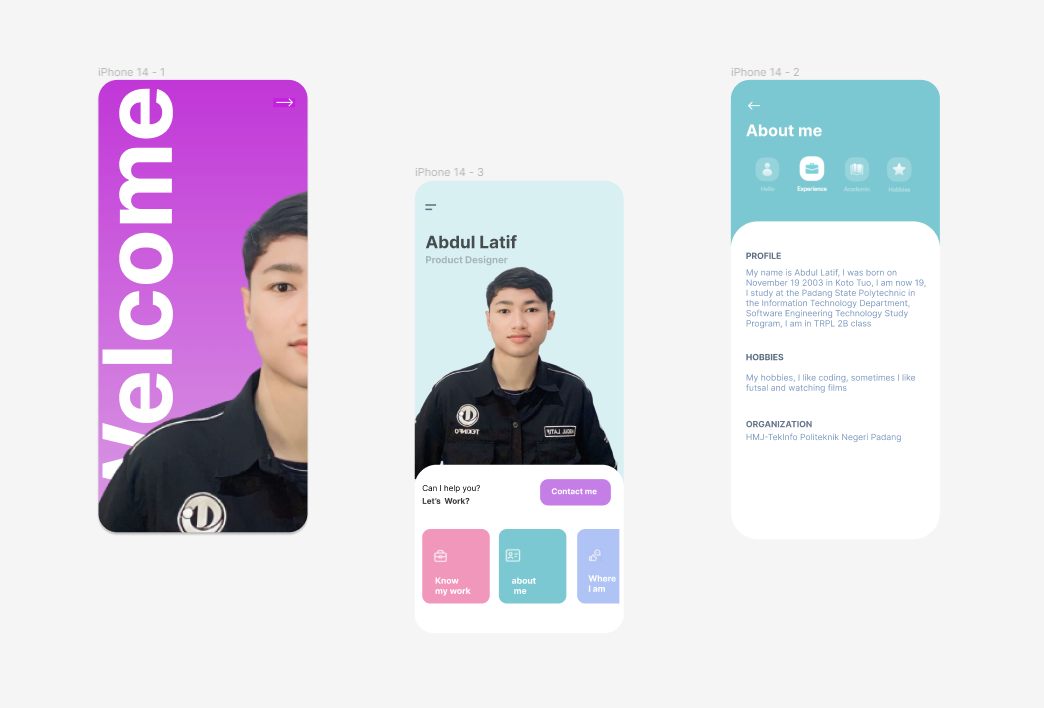 iPhone 14 - 1
Welcome
iPhone 14 - 3
Abdul Latif
Product Designer
TEKINFO
ABDUL LATIF
Can I help you?
Let's Work?
Contact me
Know
my work
about
me
Where
I am
iPhone 14 - 2
About me
Hello
Experience
Academic
Hobbies
PROFILE
My name is Abdul Latif, I was born on
November 19 2003 in Koto Tuo, I am now 19,
I study at the Padang State Polytechnic in
the Information Technology Department,
Software Engineering Technology Study
Program, I am in TRPL 2B class
HOBBIES
My hobbies, I like coding, sometimes I like
futsal and watching films
ORGANIZATION
HMJ-TekInfo Politeknik Negeri Padang